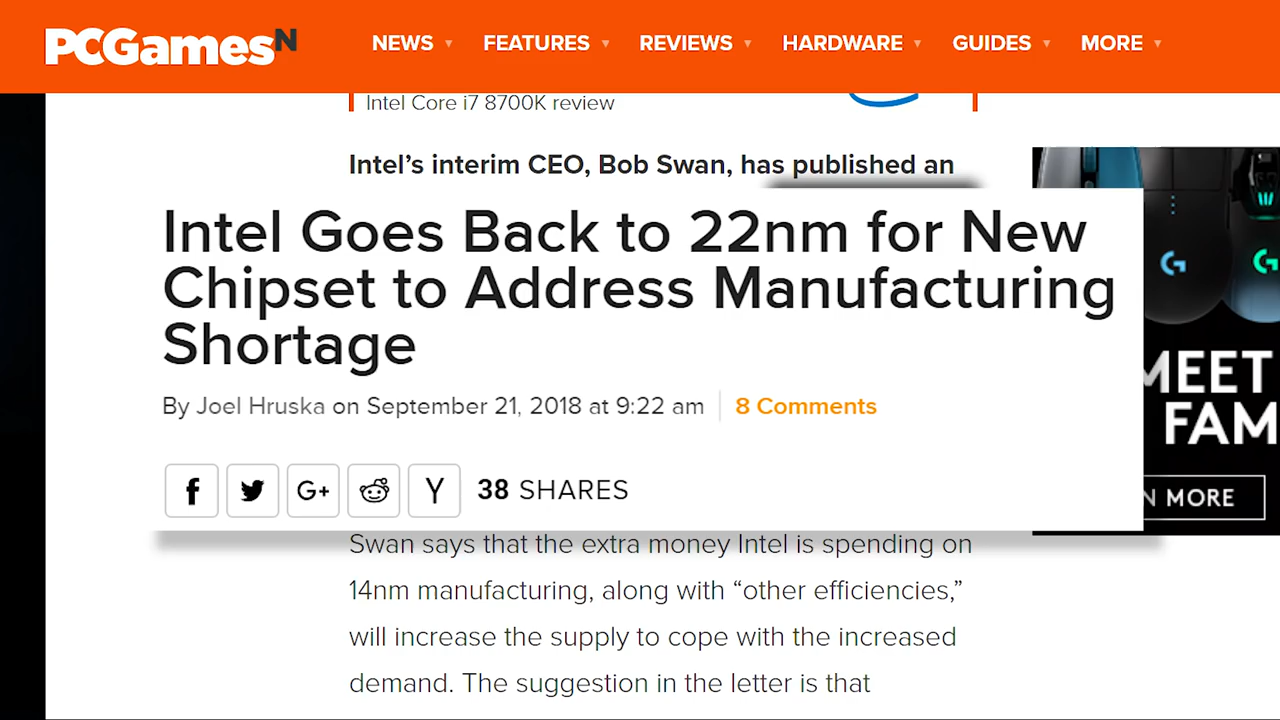 PCGamesN
NEWS FEATURES REVIEWS HARDWARE GUIDES MORE
Intel Core i7 8700K review
Intel’s interim CEO, Bob Swan, has published an
Intel Goes Back to 22nm for New
Chipset to Address Manufacturing
Shortage
By Joel Hruska on September 21, 2018 at 9:22 am
8 Comments
f G+ Y 38 SHARES
MEET
FAM
N MORE
Swan says that the extra money Intel is spending on
14nm manufacturing, along with “other efficiencies,”
will increase the supply to cope with the increased
demand. The suggestion in the letter is that